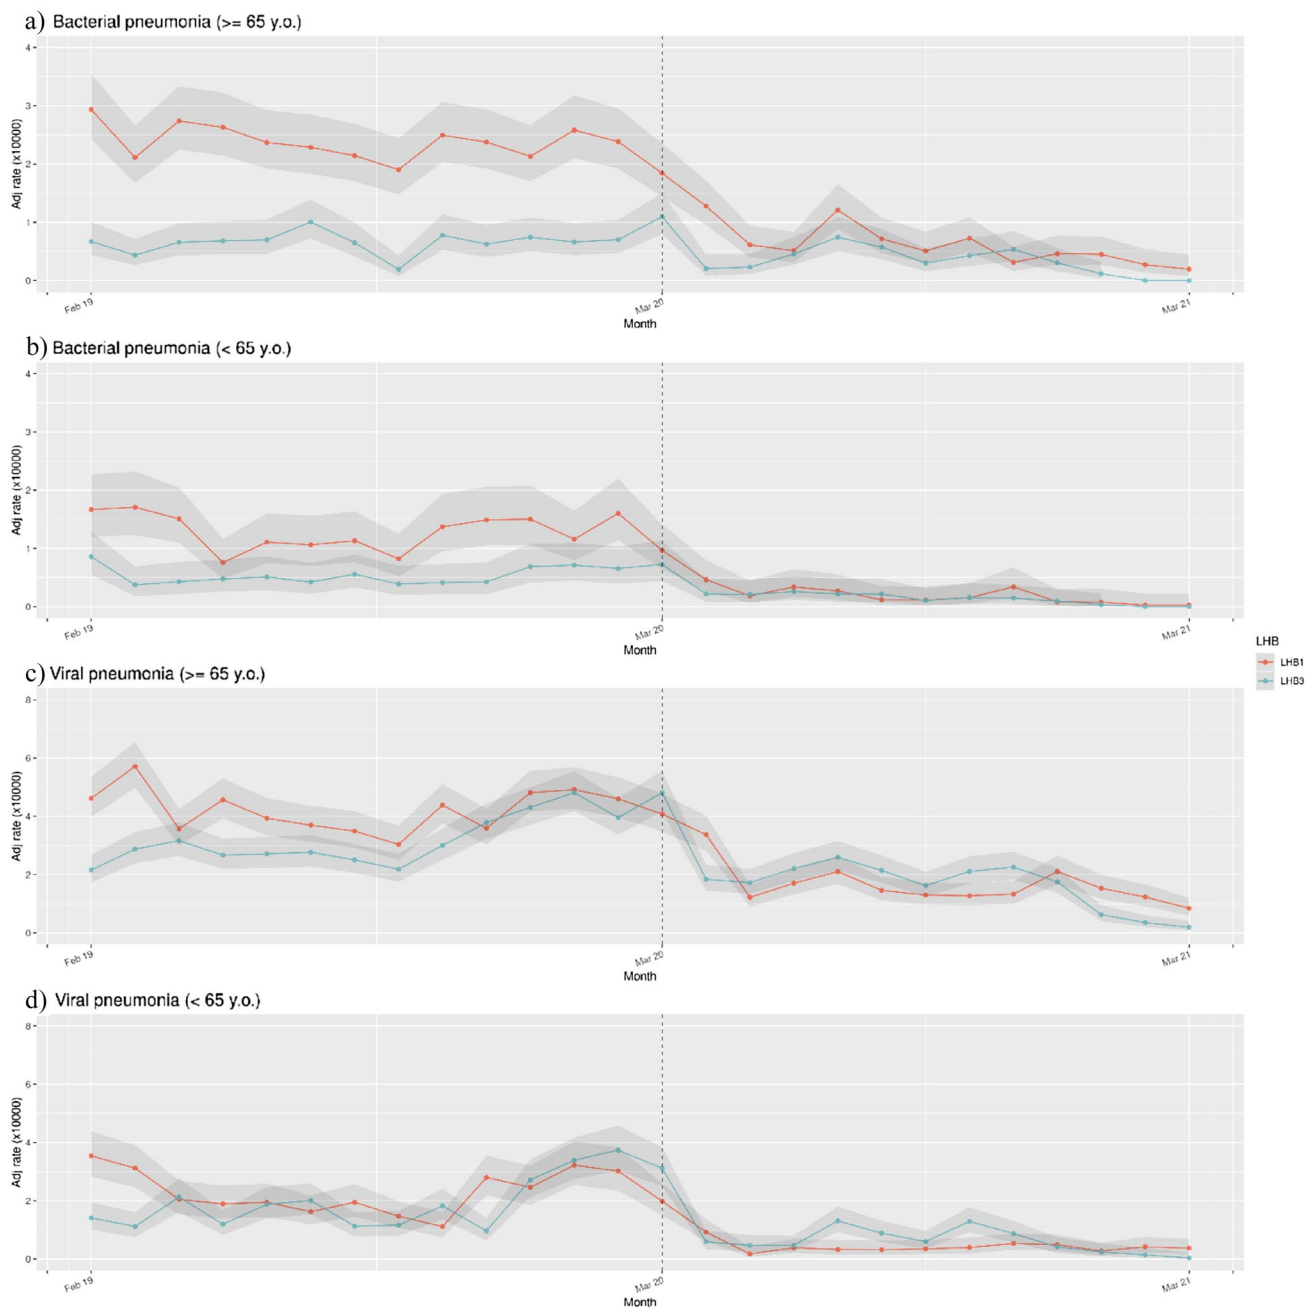 a) Bacterial pneumonia (>= 65 y.o.)
4
3
2
1
0
Adj rate (x10000)
Feb 19
Mar 20
Mar 21
Month
b) Bacterial pneumonia (< 65 y.o.)
4
3
2
1
0
Adj rate (x10000)
Feb 19
Mar 20
Mar 21
Month
LHB
LHB1
LHB3
c) Viral pneumonia (>= 65 y.o.)
8
6
4
2
0
Adj rate (x10000)
Feb 19
Mar 20
Mar 21
Month
d) Viral pneumonia (< 65 y.o.)
8
6
4
2
0
Adj rate (x10000)
Feb 19
Mar 20
Mar 21
Month